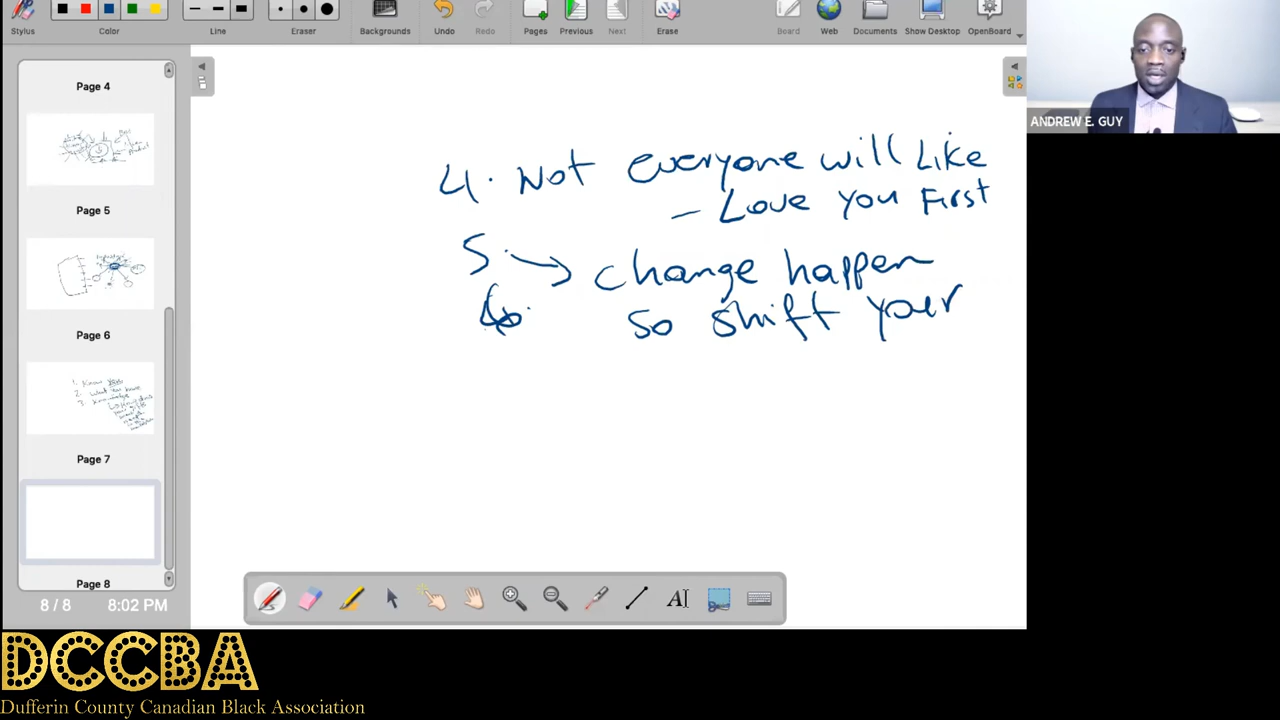 Stylus
Color
Line
Eraser
Backgrounds
Undo
Redo
Pages
Previous
Next
Erase
Board
Web
Documents
Show Desktop
OpenBoard
ANDREW E. GUY
Page 4
Page 5
Page 6
Page 7
Page 8
8 / 8 8:02 PM
4. Not everyone will Like
– Love you First
5. → change happen
6. so shift your
DCCBA
Dufferin County Canadian Black Association